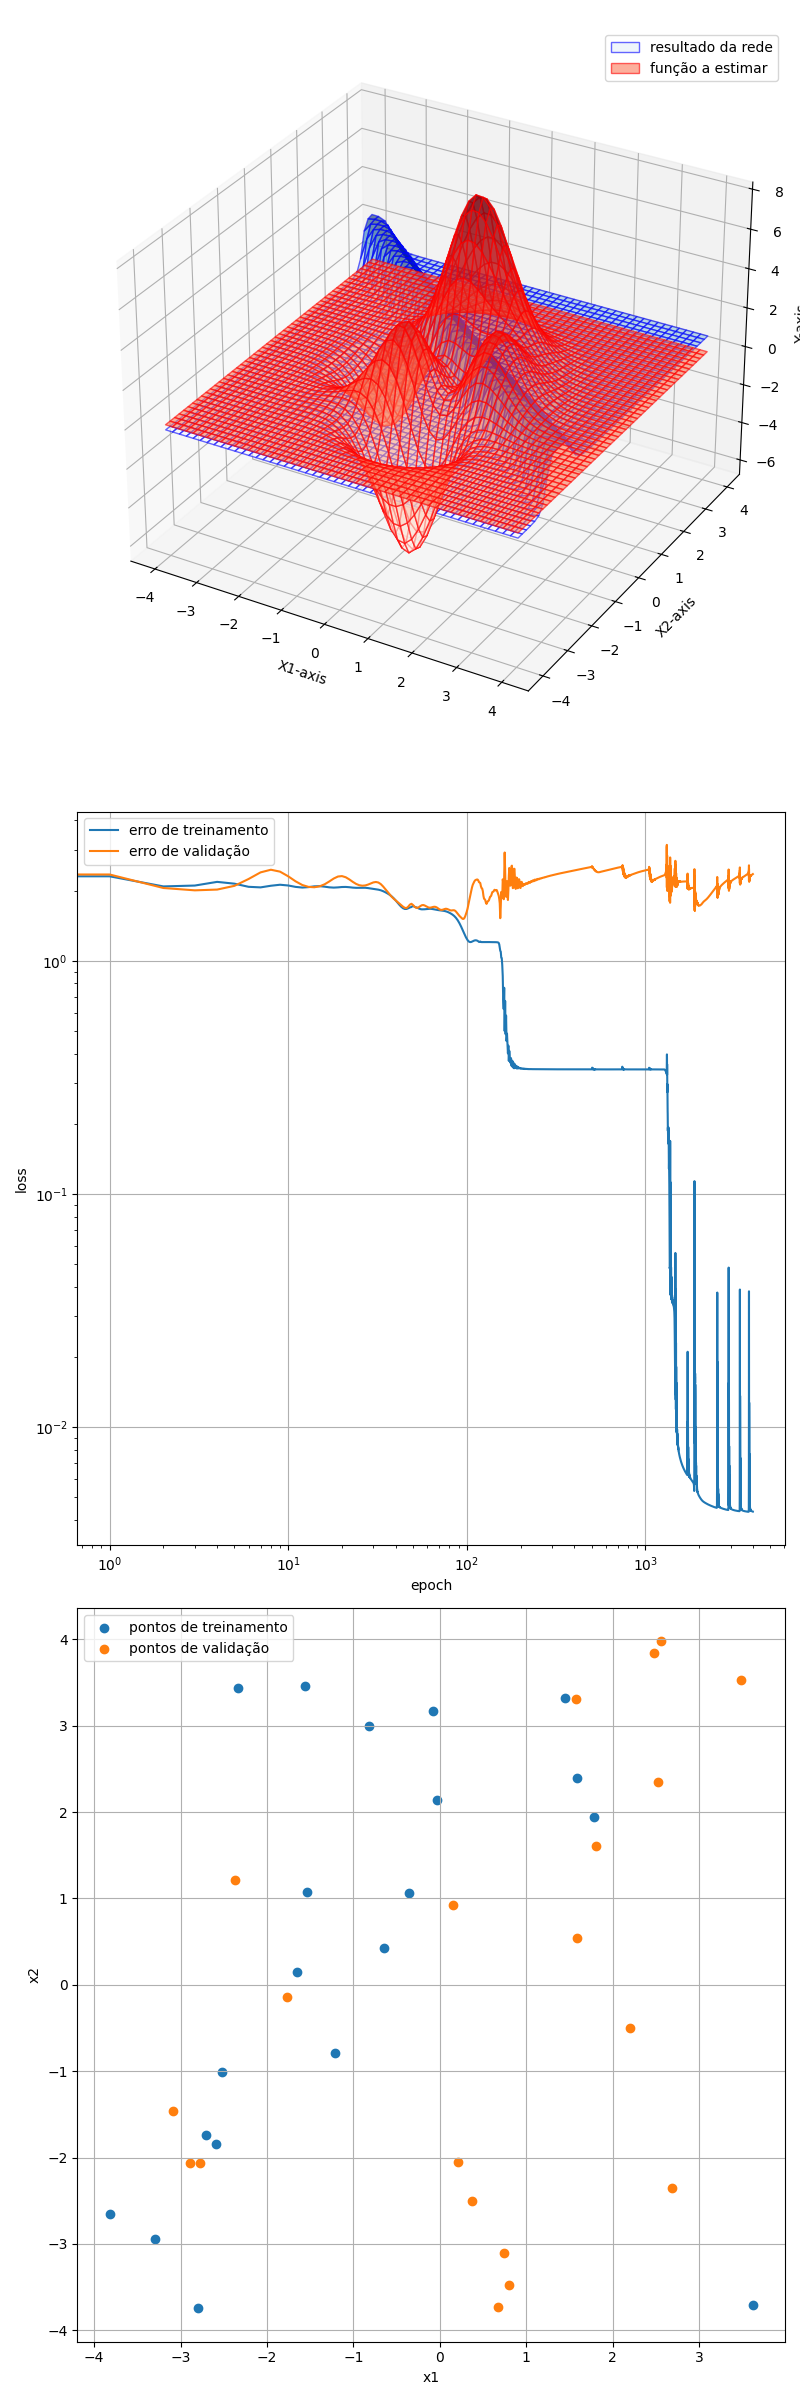 resultado da rede
função a estimar
8
6
4
2
0
−2
−4
−6
−4
−3
−2
−1
0
1
2
3
4
X1-axis
−4
−3
−2
−1
0
1
2
3
4
X2-axis
erro de treinamento
erro de validação
10⁰
10⁻¹
10⁻²
loss
10⁰ 10¹ 10² 10³
epoch
pontos de treinamento
pontos de validação
4
3
2
1
0
−1
−2
−3
−4
x2
−4 −3 −2 −1 0 1 2 3
x1